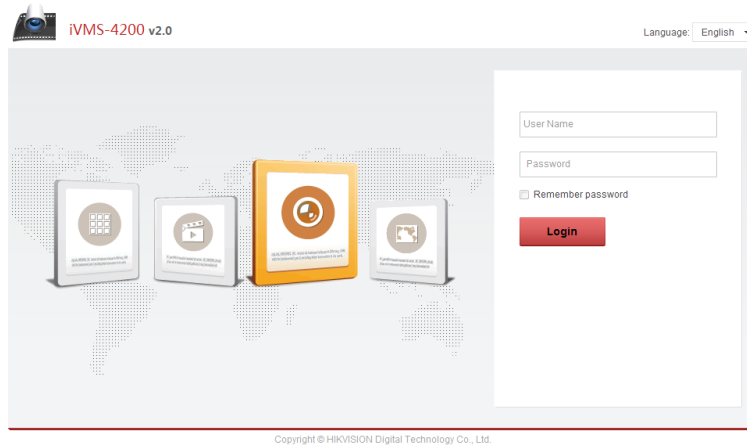 iVMS-4200 v2.0
Language: English
User Name
Password
Remember password
Login
Copyright © HIKVISION Digital Technology Co., Ltd.